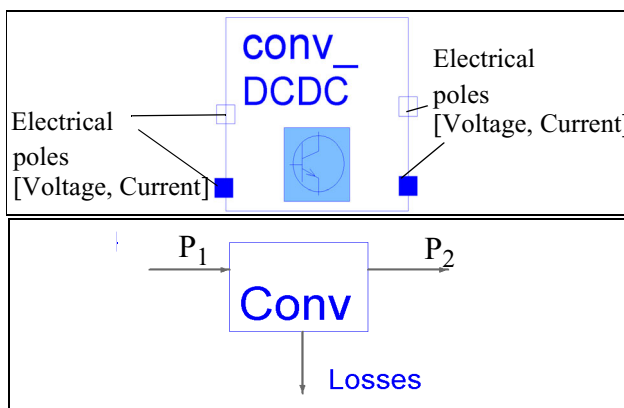 conv_
DCDC
Electrical
poles
[Voltage, Current]
Electrical
poles
[Voltage, Current]
P1
P2
Conv
Losses